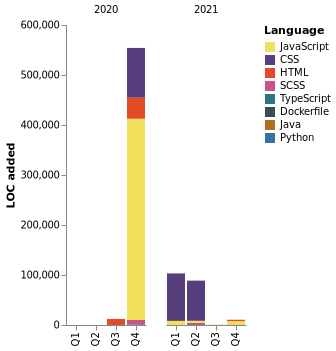 2020 2021
Language
JavaScript
CSS
HTML
SCSS
TypeScript
Dockerfile
Java
Python
LOC added
600,000
500,000
400,000
300,000
200,000
100,000
0
Q1 Q2 Q3 Q4 Q1 Q2 Q3 Q4